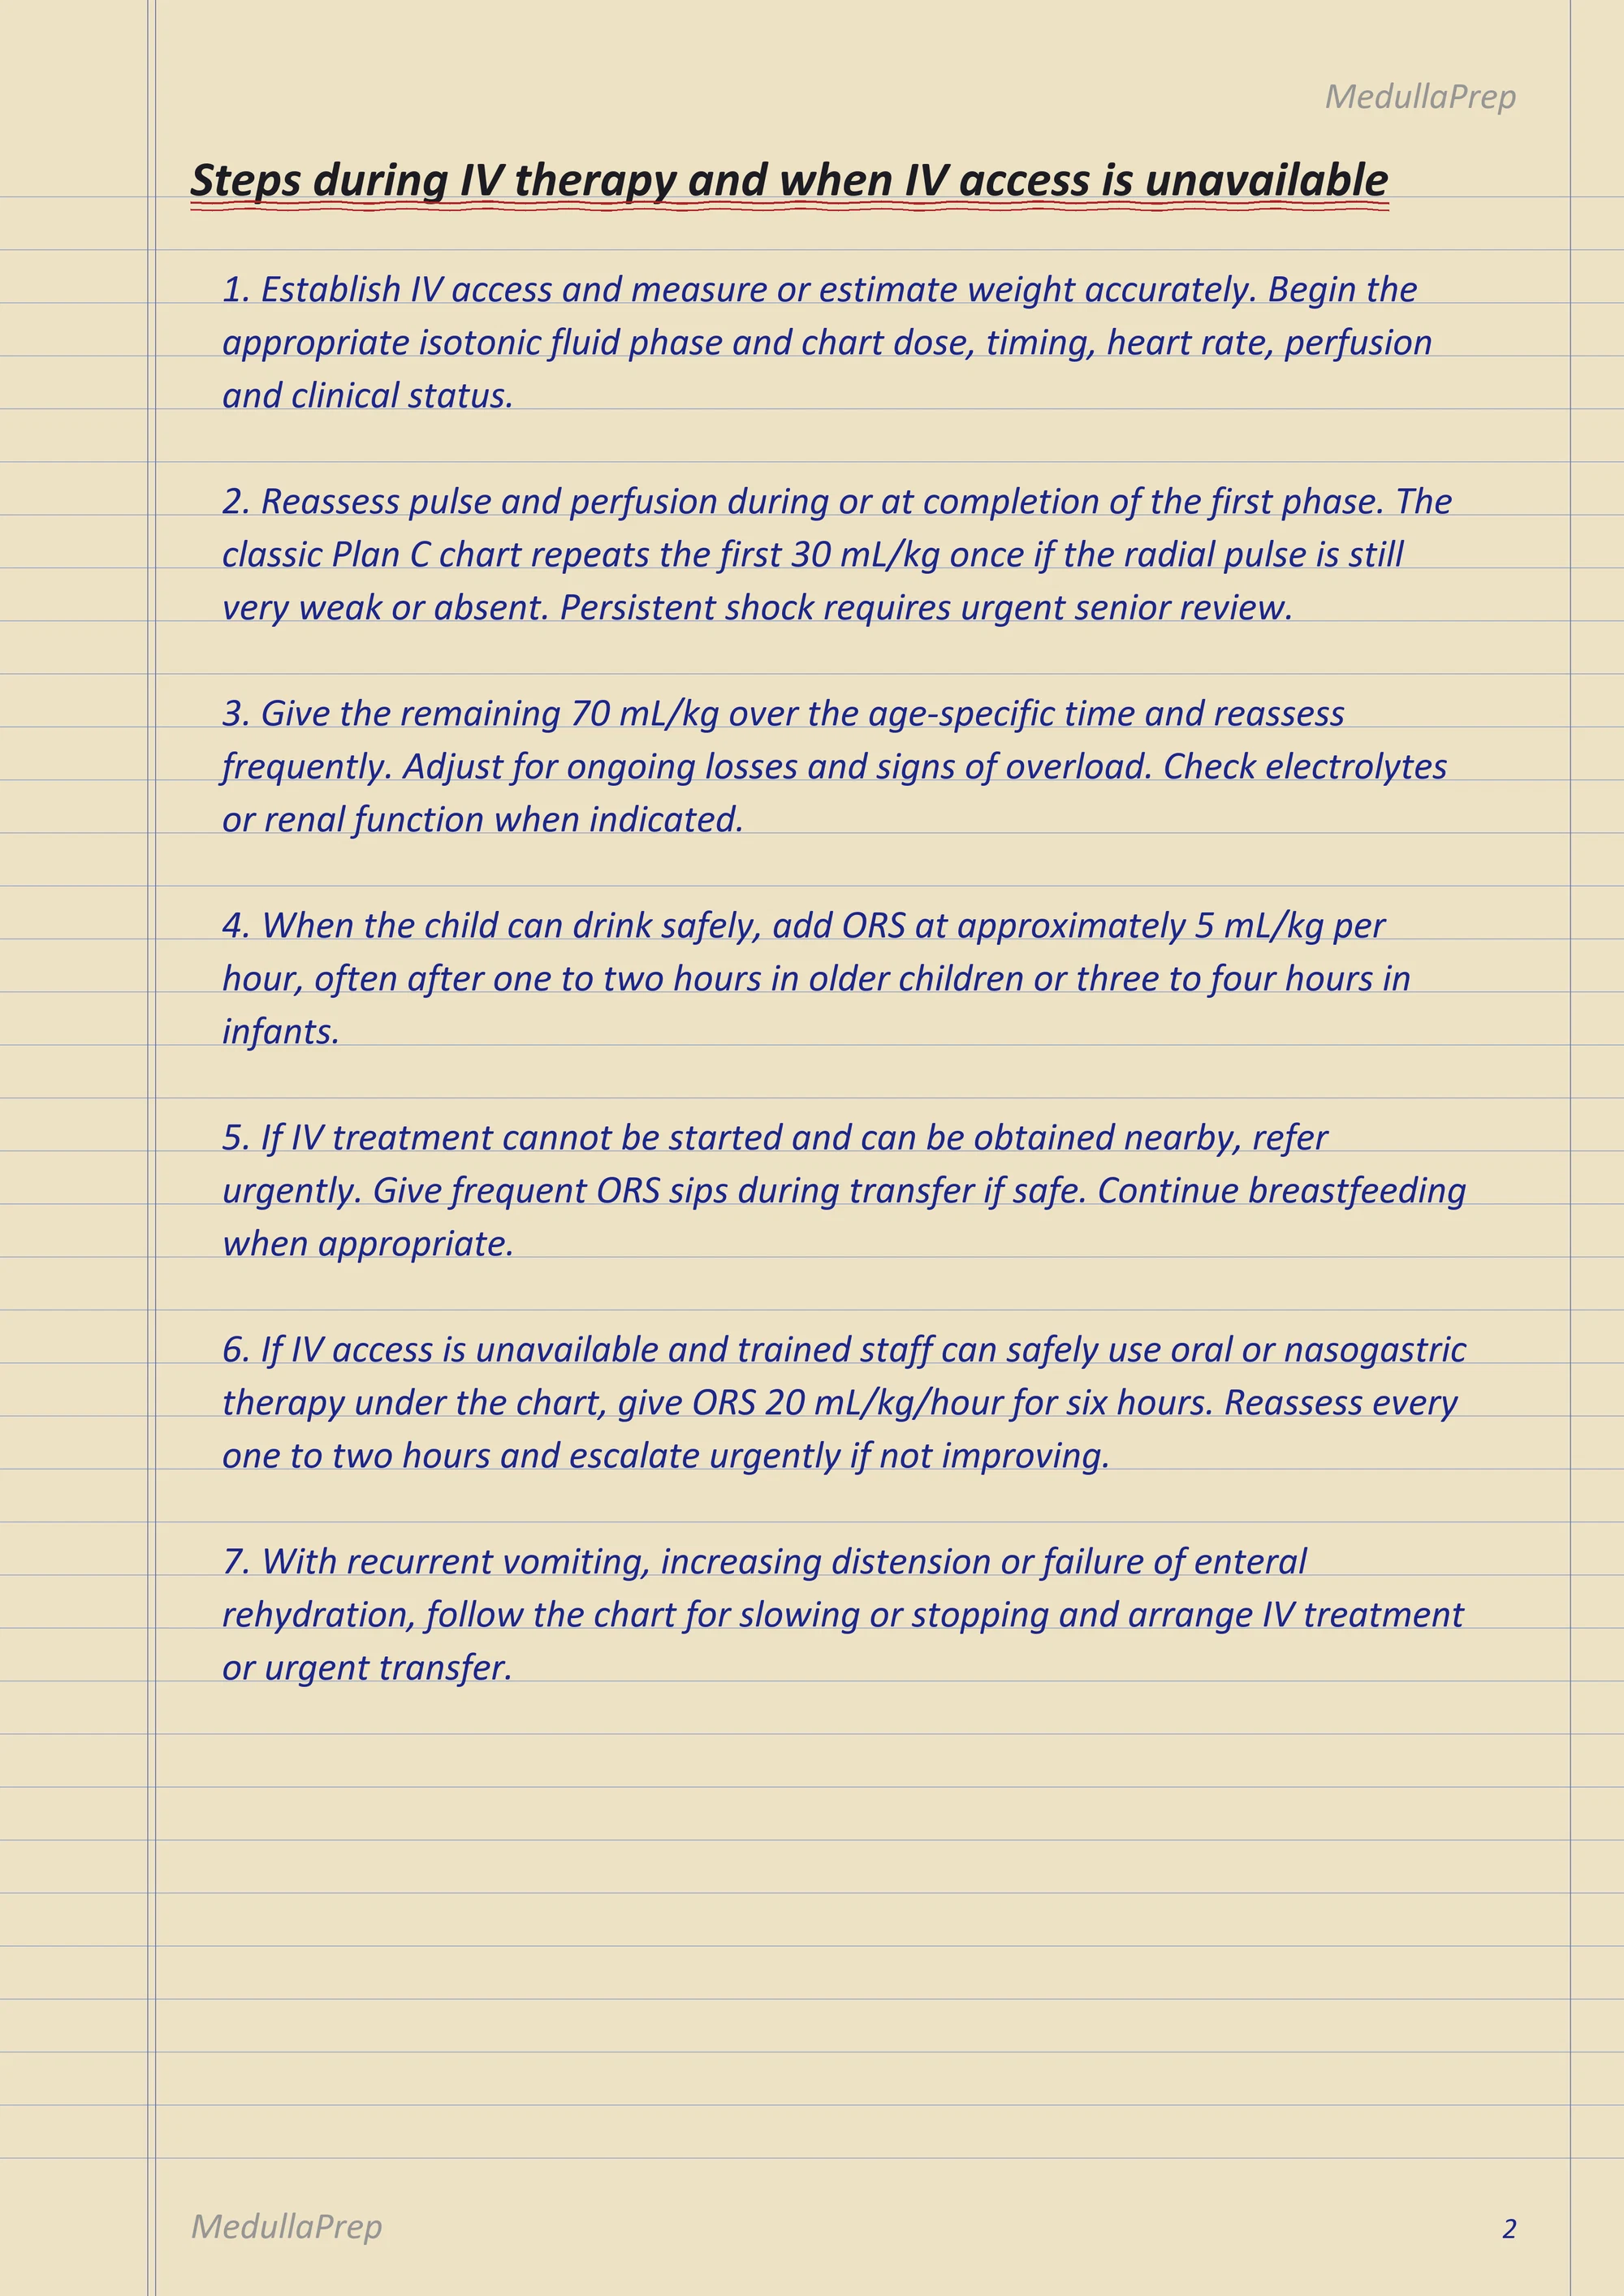 MedullaPrep
Steps during IV therapy and when IV access is unavailable
1. Establish IV access and measure or estimate weight accurately. Begin the
appropriate isotonic fluid phase and chart dose, timing, heart rate, perfusion
and clinical status.
2. Reassess pulse and perfusion during or at completion of the first phase. The
classic Plan C chart repeats the first 30 mL/kg once if the radial pulse is still
very weak or absent. Persistent shock requires urgent senior review.
3. Give the remaining 70 mL/kg over the age-specific time and reassess
frequently. Adjust for ongoing losses and signs of overload. Check electrolytes
or renal function when indicated.
4. When the child can drink safely, add ORS at approximately 5 mL/kg per
hour, often after one to two hours in older children or three to four hours in
infants.
5. If IV treatment cannot be started and can be obtained nearby, refer
urgently. Give frequent ORS sips during transfer if safe. Continue breastfeeding
when appropriate.
6. If IV access is unavailable and trained staff can safely use oral or nasogastric
therapy under the chart, give ORS 20 mL/kg/hour for six hours. Reassess every
one to two hours and escalate urgently if not improving.
7. With recurrent vomiting, increasing distension or failure of enteral
rehydration, follow the chart for slowing or stopping and arrange IV treatment
or urgent transfer.
MedullaPrep
2